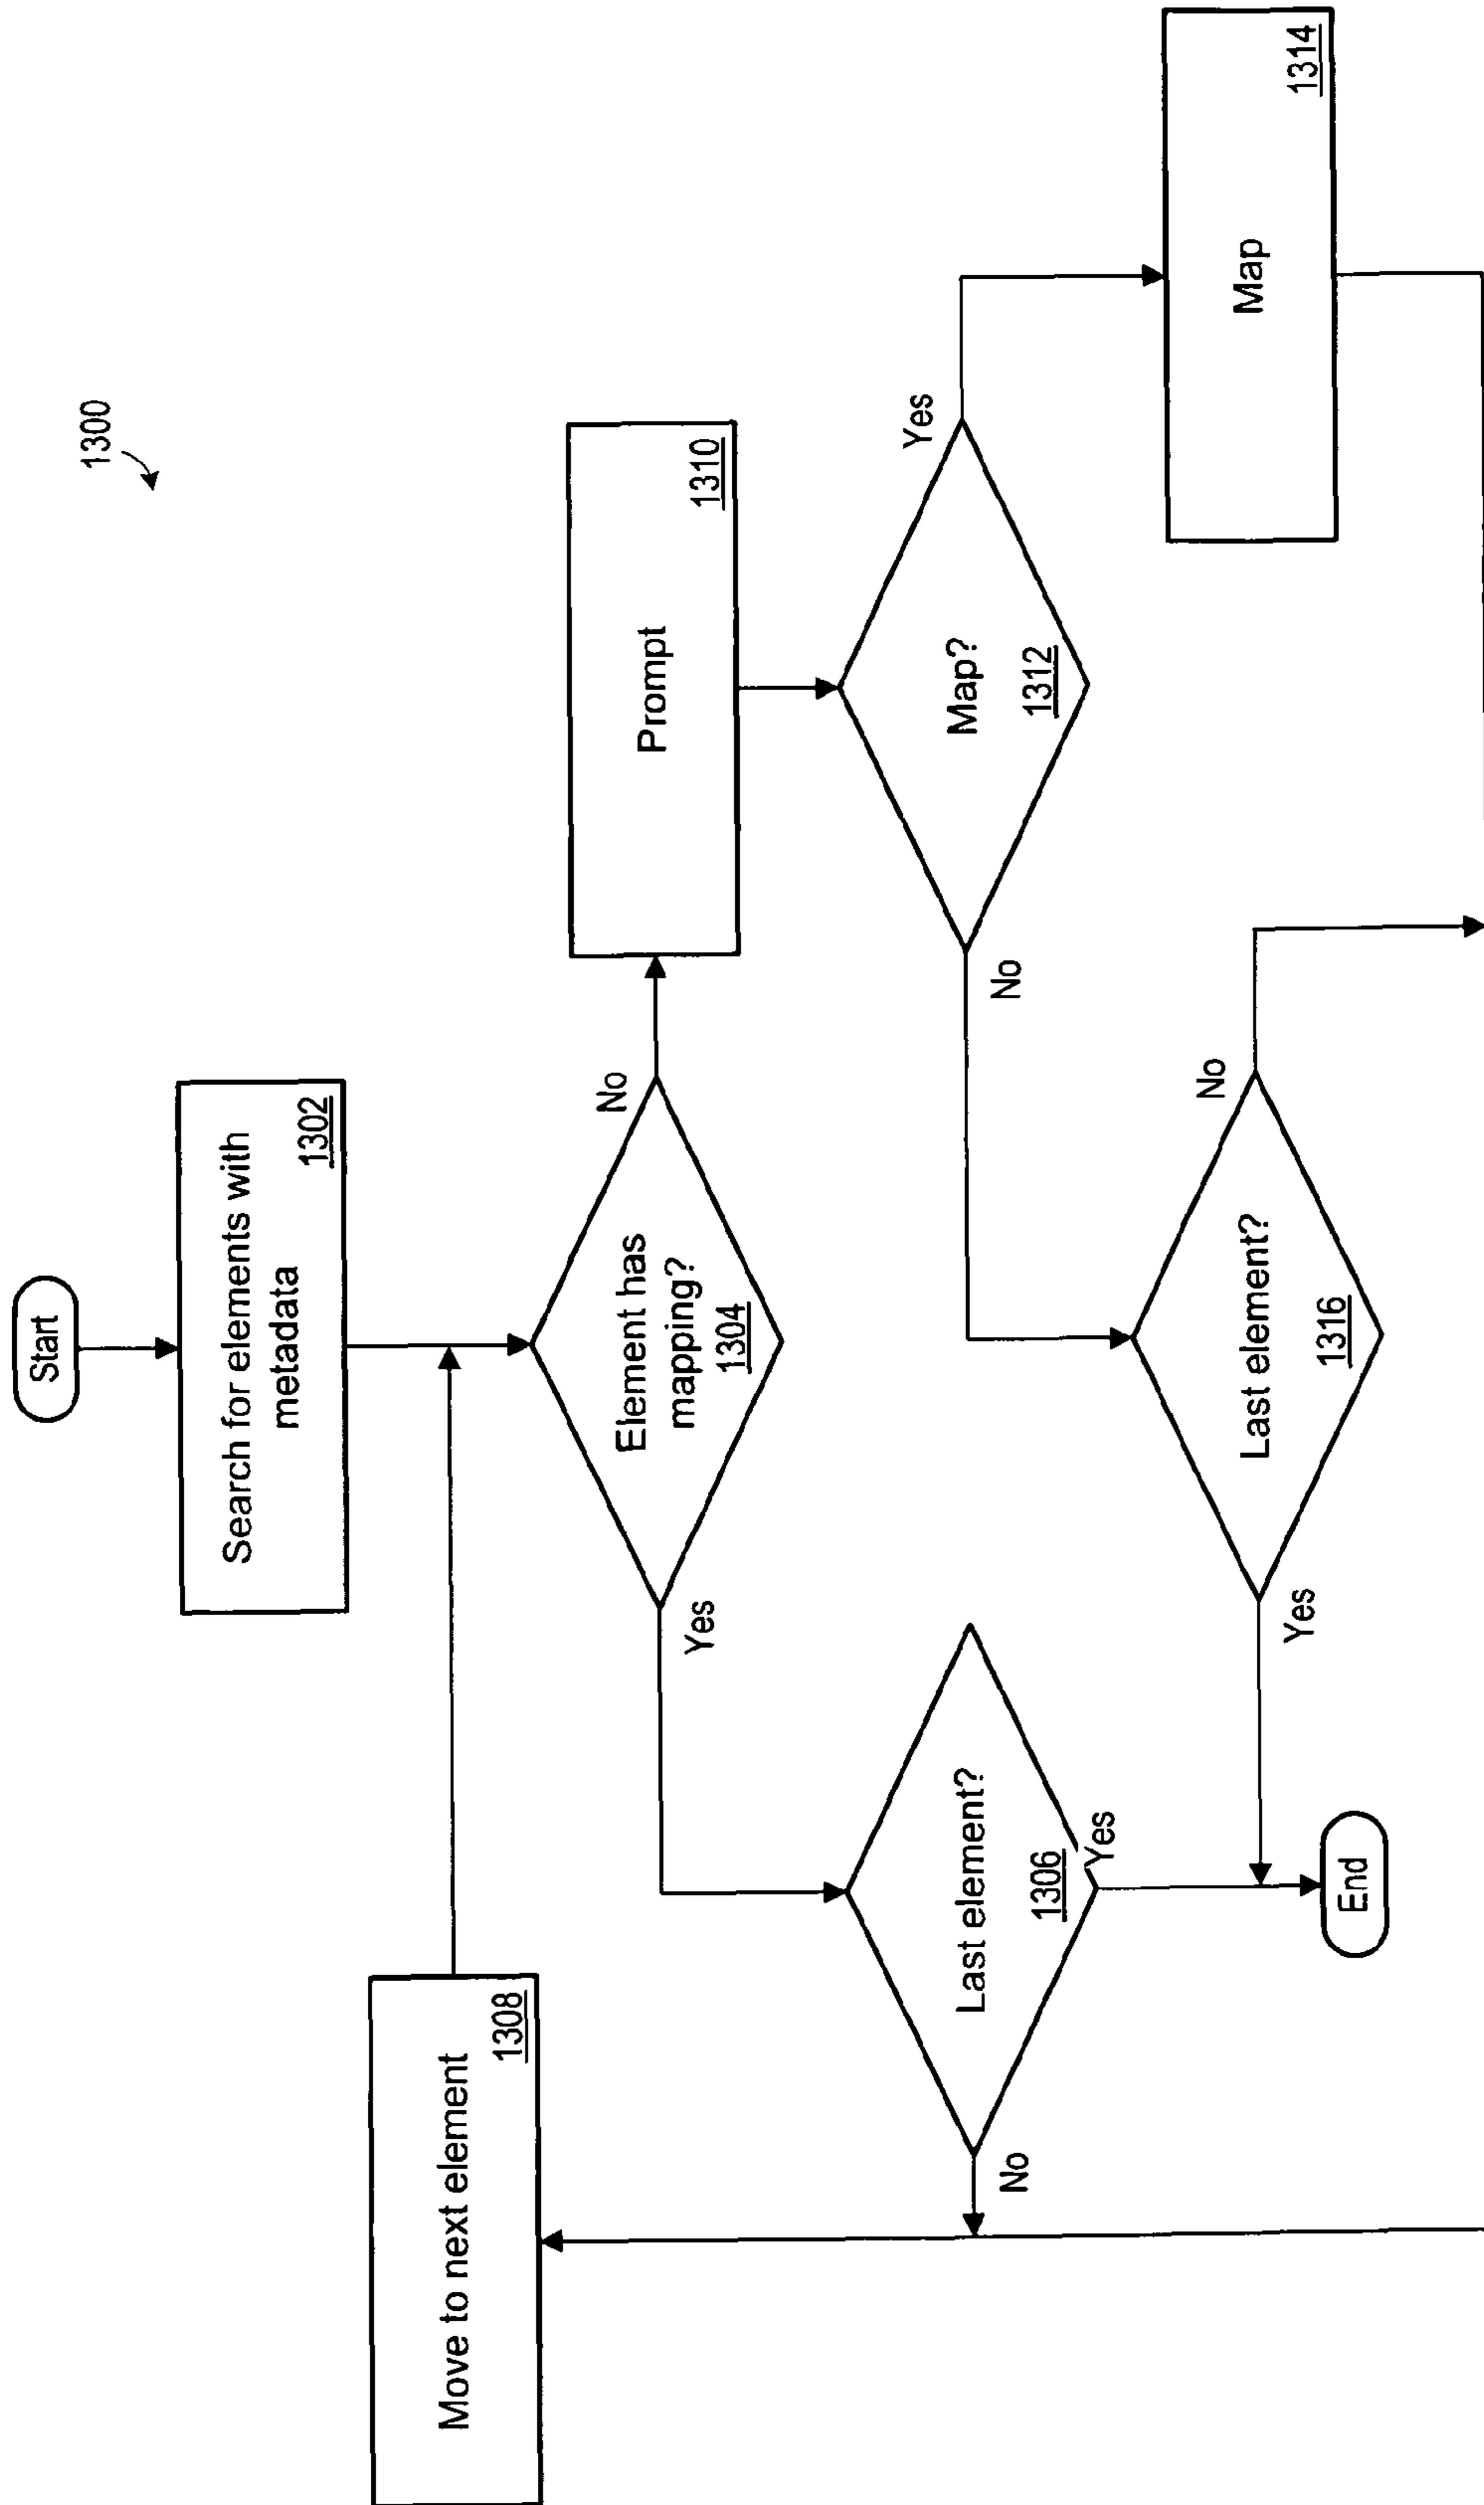 1300
Start
Search for elements with
metadata
1302
Move to next element
1308
Element has
mapping?
1304
Yes
No
Prompt
1310
Last element?
1306
No
Yes
Map?
1312
No
Yes
Last element?
1316
Yes
No
Map
1314
End